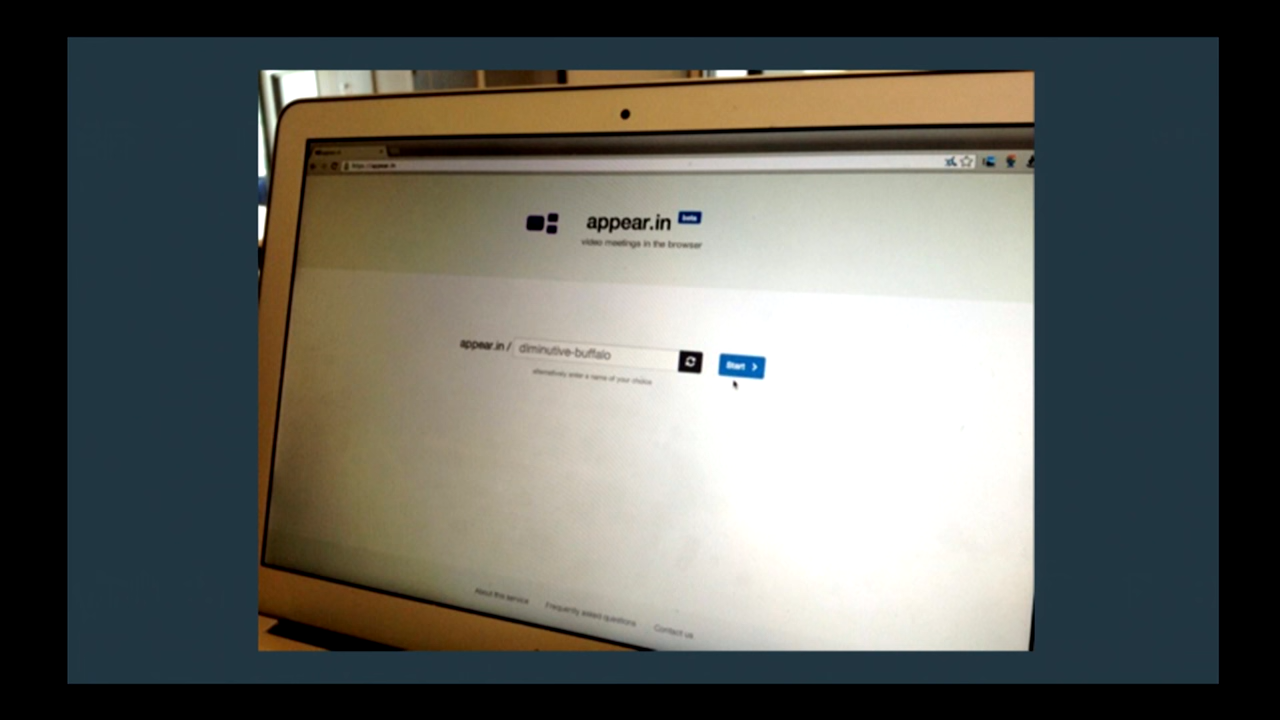 appear.in beta
video meetings in the browser
appear.in / diminutive-buffalo
Start
alternatively enter a name of your choice
About this service Frequently asked questions Contact us